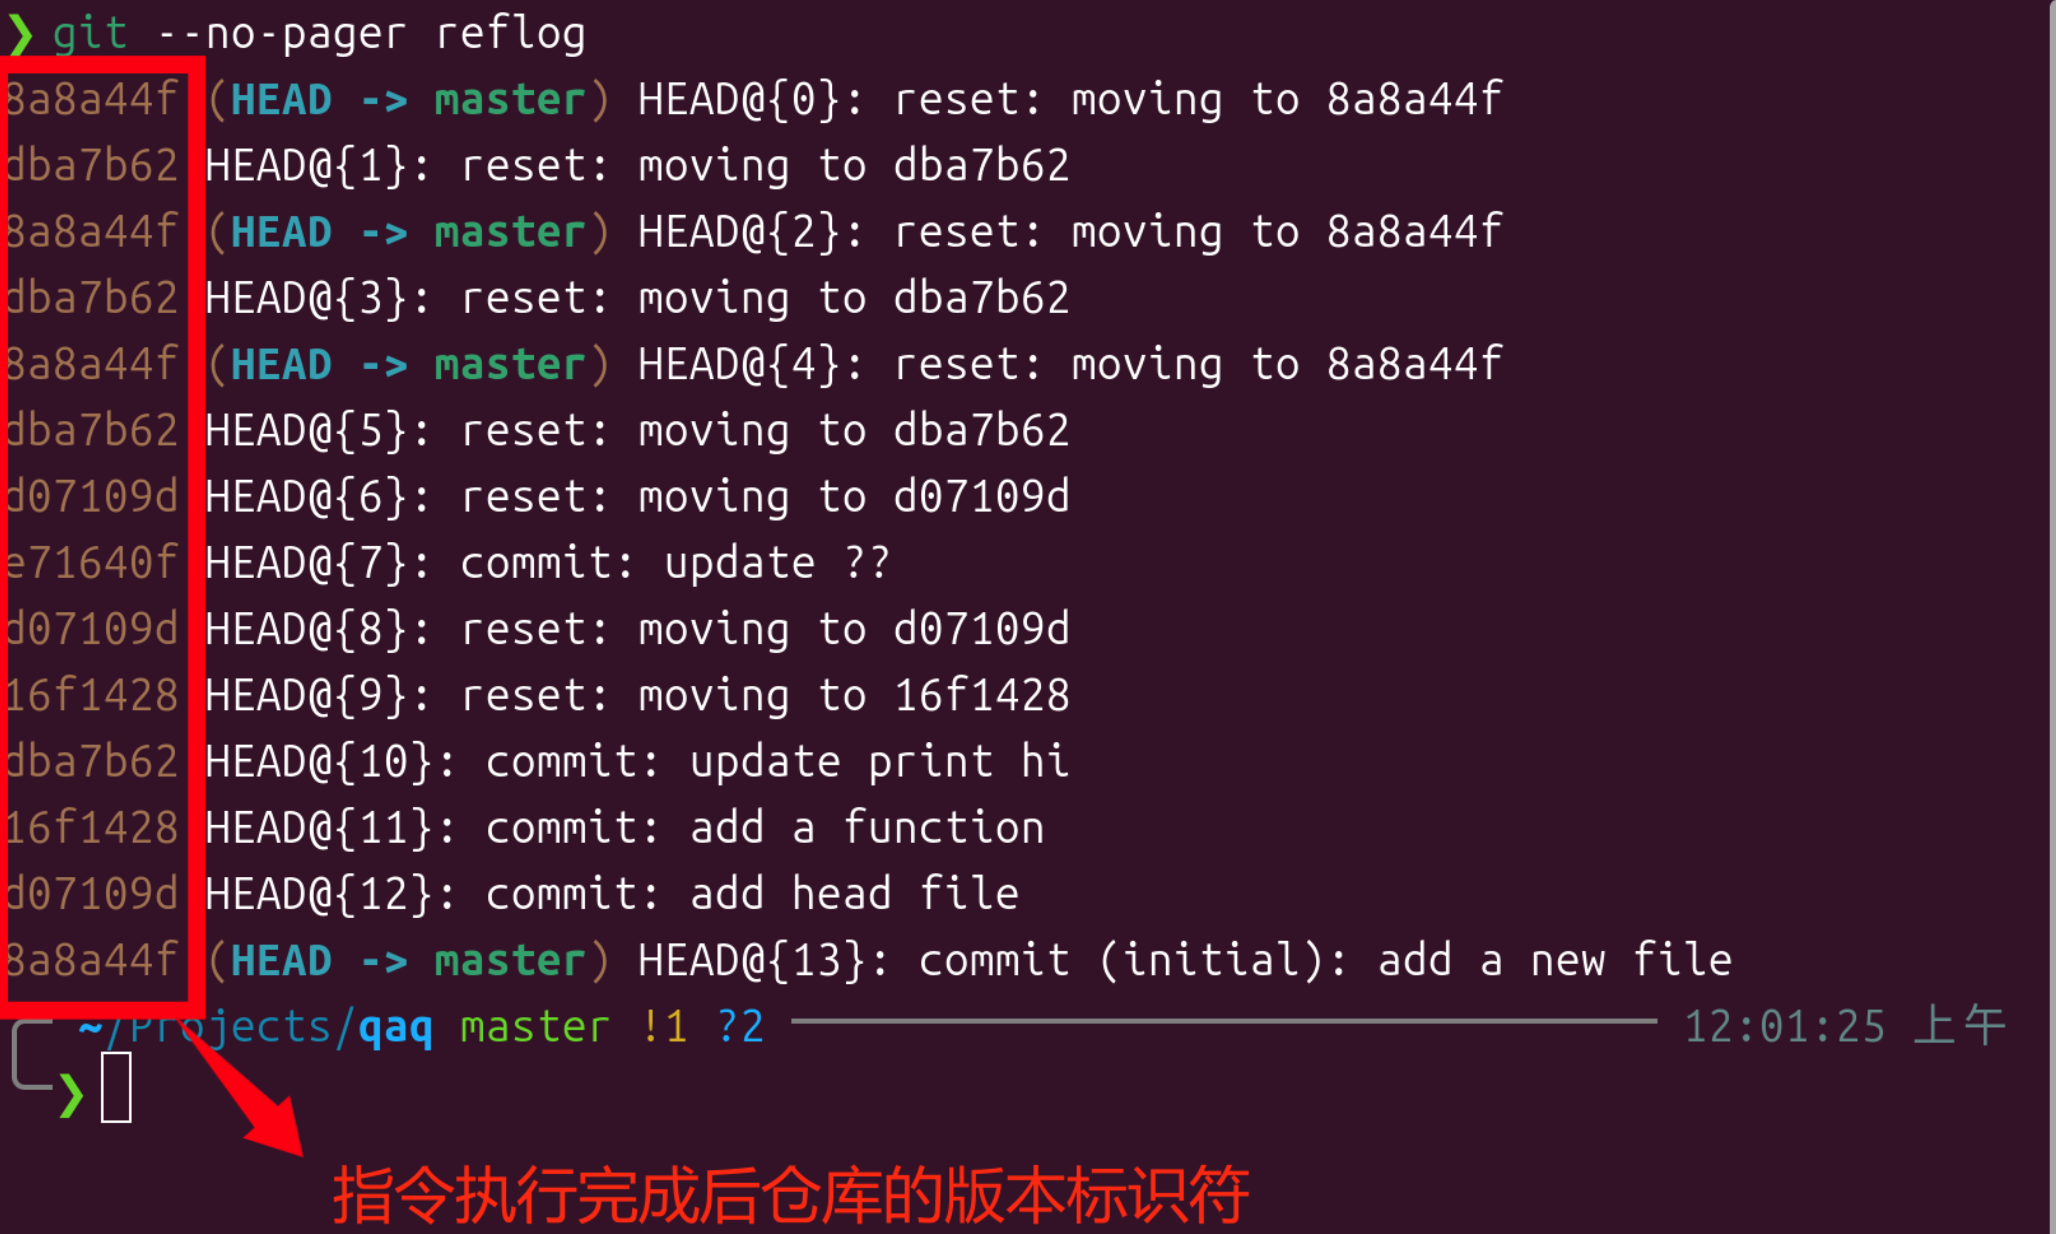 ❯ git --no-pager reflog
8a8a44f (HEAD -> master) HEAD@{0}: reset: moving to 8a8a44f
dba7b62 HEAD@{1}: reset: moving to dba7b62
8a8a44f (HEAD -> master) HEAD@{2}: reset: moving to 8a8a44f
dba7b62 HEAD@{3}: reset: moving to dba7b62
8a8a44f (HEAD -> master) HEAD@{4}: reset: moving to 8a8a44f
dba7b62 HEAD@{5}: reset: moving to dba7b62
d07109d HEAD@{6}: reset: moving to d07109d
e71640f HEAD@{7}: commit: update ??
d07109d HEAD@{8}: reset: moving to d07109d
16f1428 HEAD@{9}: reset: moving to 16f1428
dba7b62 HEAD@{10}: commit: update print hi
16f1428 HEAD@{11}: commit: add a function
d07109d HEAD@{12}: commit: add head file
8a8a44f (HEAD -> master) HEAD@{13}: commit (initial): add a new file
~/Projects/qaq master !1 ?2 12:01:25 上午
❯
指令执行完成后仓库的版本标识符